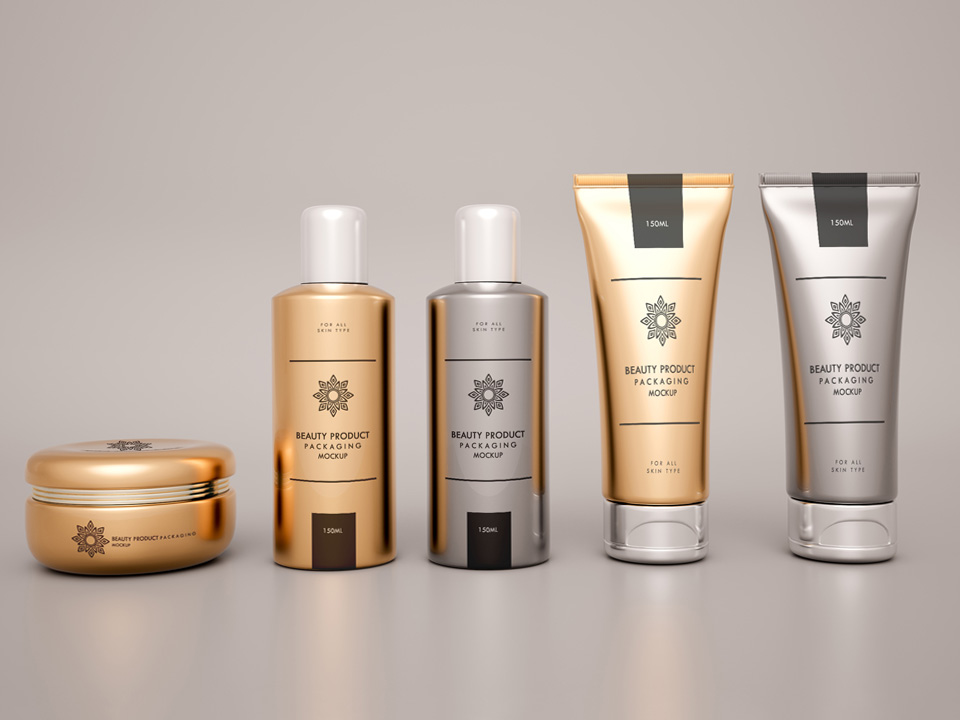 BEAUTY PRODUCT PACKAGING
MOCKUP
FOR ALL
SKIN TYPE
BEAUTY PRODUCT
PACKAGING
MOCKUP
150ML
FOR ALL
SKIN TYPE
BEAUTY PRODUCT
PACKAGING
MOCKUP
150ML
150ML
BEAUTY PRODUCT
PACKAGING
MOCKUP
FOR ALL
SKIN TYPE
150ML
BEAUTY PRODUCT
PACKAGING
MOCKUP
FOR ALL
SKIN TYPE